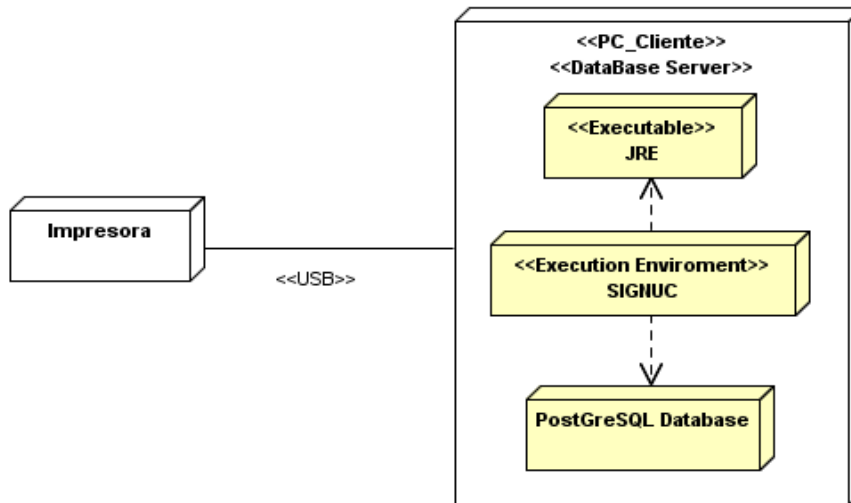 <<PC_Cliente>>
<<DataBase Server>>
<<Executable>>
JRE
Impresora
<<USB>>
<<Execution Enviroment>>
SIGNUC
PostGreSQL Database